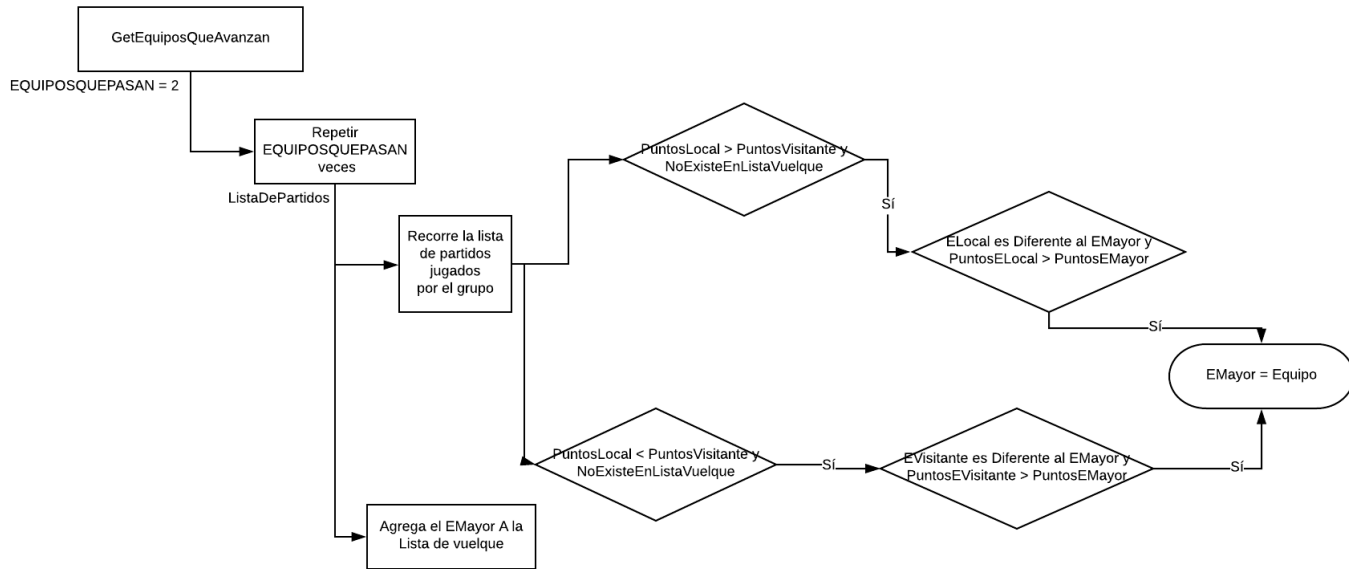 GetEquiposQueAvanzan
EQUIPOSQUEPASAN = 2
Repetir
EQUIPOSQUEPASAN
veces
ListaDePartidos
Recorre la lista
de partidos
jugados
por el grupo
PuntosLocal > PuntosVisitante y
NoExisteEnListaVuelque
Sí
ELocal es Diferente al EMayor y
PuntosELocal > PuntosEMayor
Sí
EMayor = Equipo
PuntosLocal < PuntosVisitante y
NoExisteEnListaVuelque
Sí
EVisitante es Diferente al EMayor y
PuntosEVisitante > PuntosEMayor
Sí
Agrega el EMayor A la
Lista de vuelque